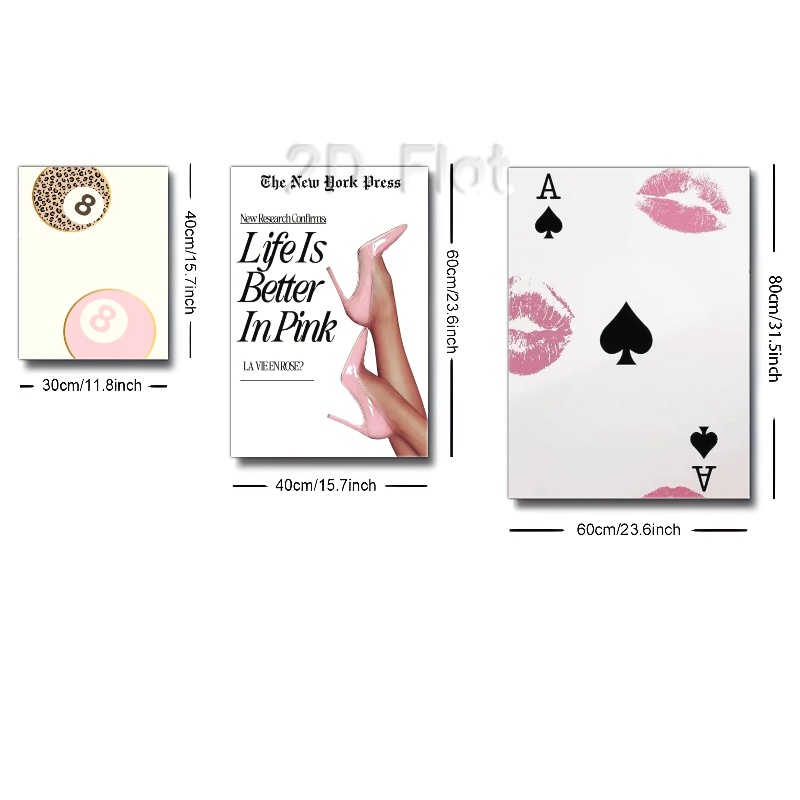 2D Flat
8
8
40cm/15.7inch
30cm/11.8inch
The New York Press
New Research Confirms:
Life Is
Better
In Pink
LA VIE EN ROSE?
60cm/23.6inch
40cm/15.7inch
A
A
80cm/31.5inch
60cm/23.6inch